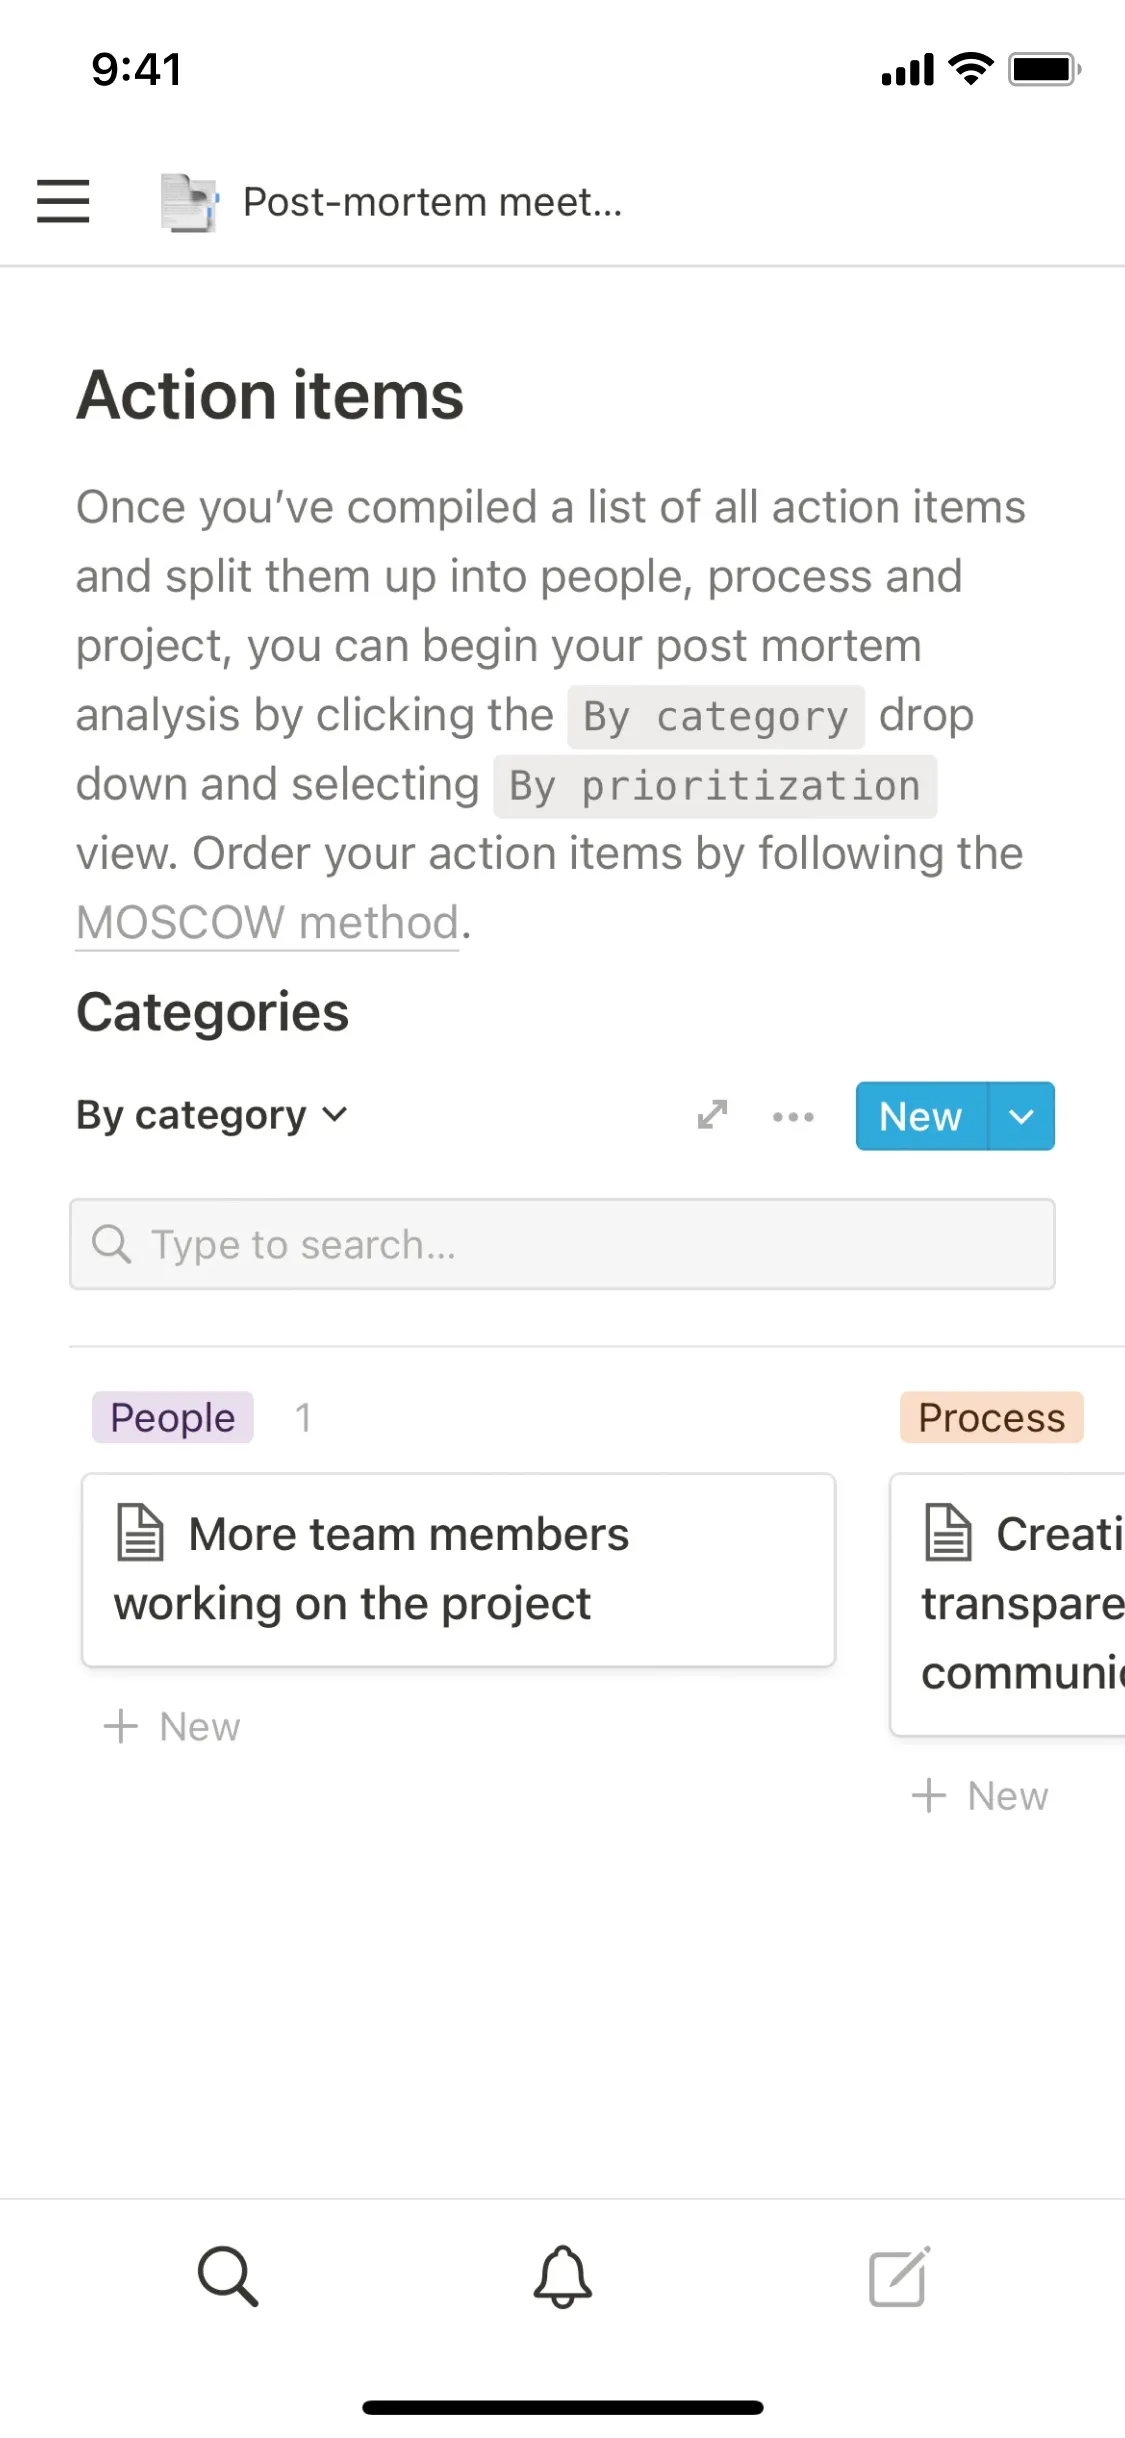 9:41
Post-mortem meet...
Action items
Once you've compiled a list of all action items
and split them up into people, process and
project, you can begin your post mortem
analysis by clicking the By category drop
down and selecting By prioritization
view. Order your action items by following the
MOSCOW method.
Categories
By category
New
Type to search...
People 1
Process
More team members
working on the project
Creati
transpare
communic
New
New